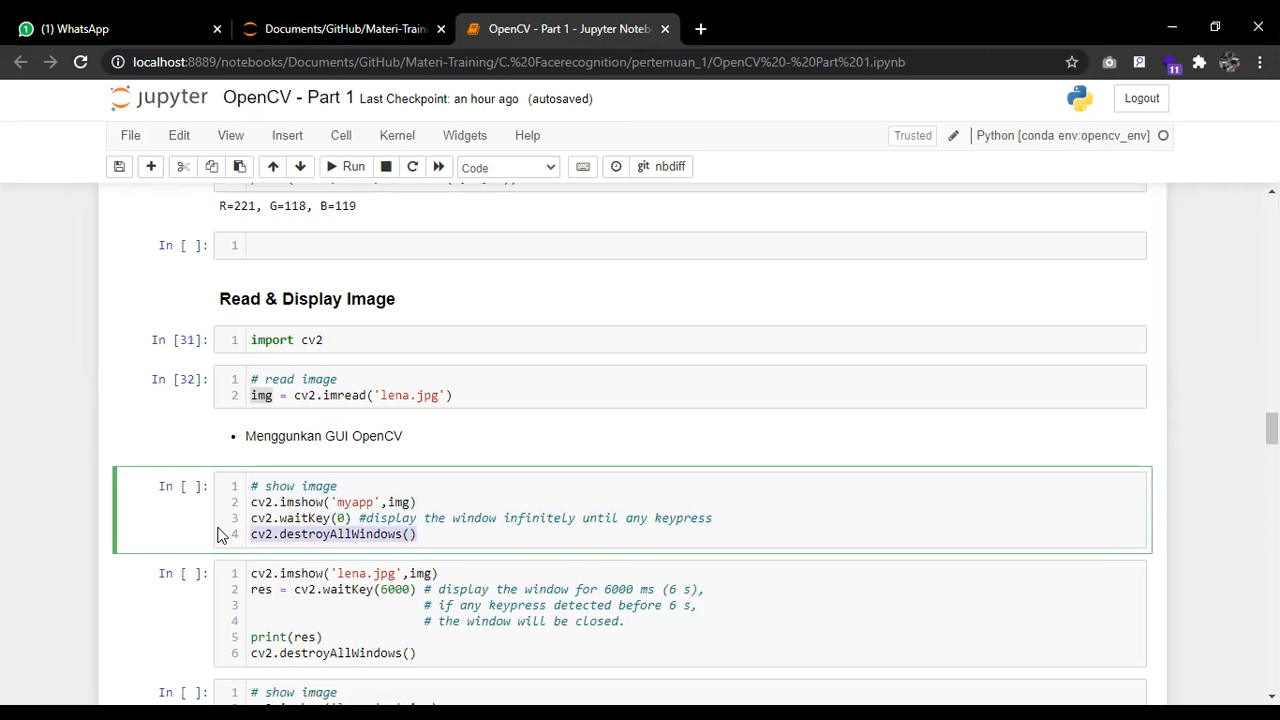 (1) WhatsApp
Documents/GitHub/Materi-Train
OpenCV - Part 1 - Jupyter Noteb
localhost:8889/notebooks/Documents/GitHub/Materi-Training/C.%20Facerecognition/pertemuan_1/OpenCV%20-%20Part%201.ipynb
11
jupyter OpenCV - Part 1 Last Checkpoint: an hour ago (autosaved)
Logout
File Edit View Insert Cell Kernel Widgets Help
Trusted Python [conda env:opencv_env]
Run Code git nbdiff
R=221, G=118, B=119
In [ ]: 1
Read & Display Image
In [31]: 1 import cv2
In [32]: 1 # read image
2 img = cv2.imread('lena.jpg')
• Menggunkan GUI OpenCV
In [ ]: 1 # show image
2 cv2.imshow('myapp',img)
3 cv2.waitKey(0) #display the window infinitely until any keypress
4 cv2.destroyAllWindows()
In [ ]: 1 cv2.imshow('lena.jpg',img)
2 res = cv2.waitKey(6000) # display the window for 6000 ms (6 s),
3 # if any keypress detected before 6 s,
4 # the window will be closed.
5 print(res)
6 cv2.destroyAllWindows()
In [ ]: 1 # show image